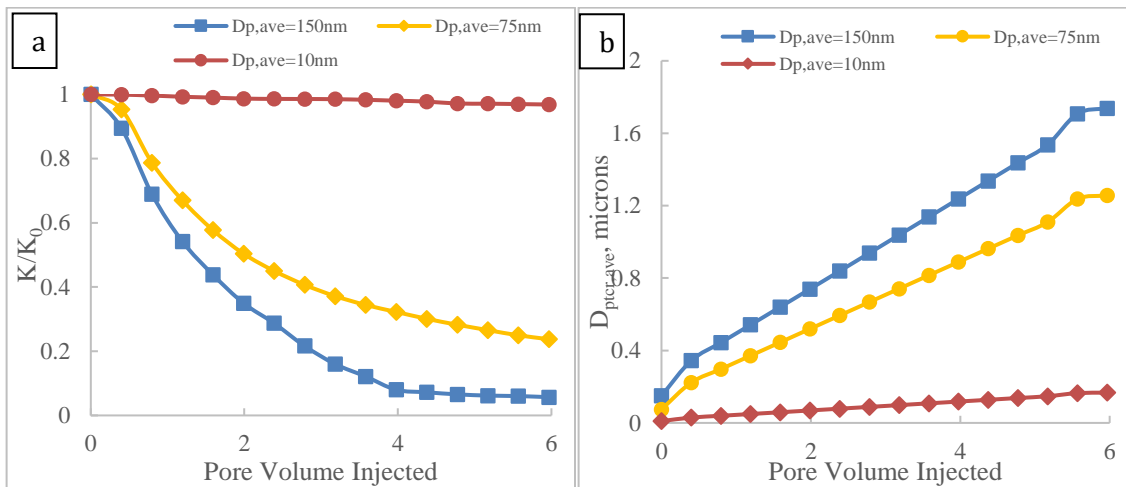 a
Dp,ave=150nm
Dp,ave=75nm
Dp,ave=10nm
1
0.8
0.6
0.4
0.2
0
K/K0
0 2 4 6
Pore Volume Injected
b
Dp,ave=150nm
Dp,ave=75nm
Dp,ave=10nm
2
1.6
1.2
0.8
0.4
0
microns
0 2 4 6
Pore Volume Injected